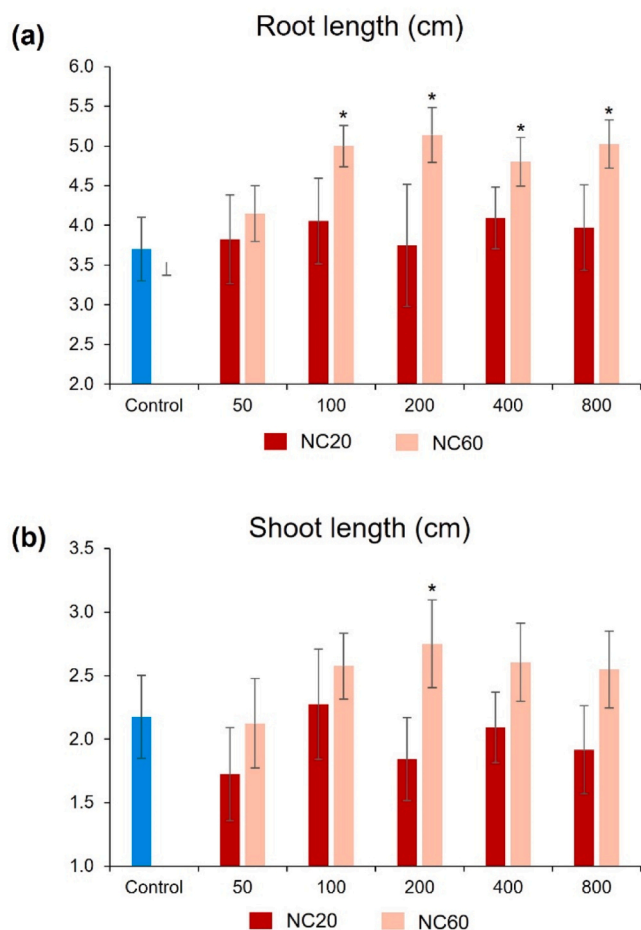 (a)
Root length (cm)
6.0
5.5
5.0
4.5
4.0
3.5
3.0
2.5
2.0
* * * *
Control 50 100 200 400 800
NC20 NC60
(b)
Shoot length (cm)
3.5
3.0
2.5
2.0
1.5
1.0
*
Control 50 100 200 400 800
NC20 NC60